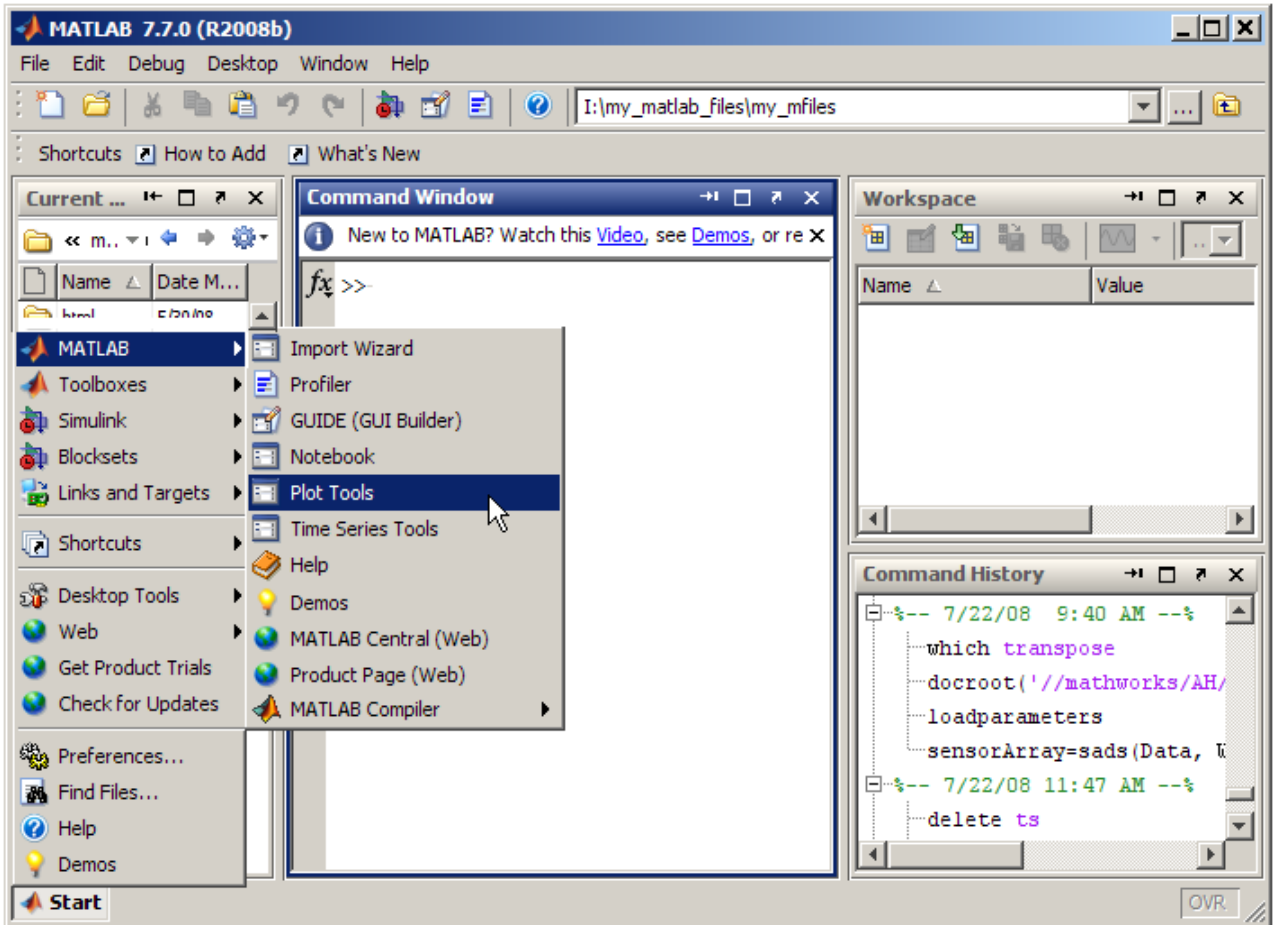 MATLAB 7.7.0 (R2008b)
File Edit Debug Desktop Window Help
I:\my_matlab_files\my_mfiles
...
Shortcuts How to Add What's New
Current ...
« m..
Name Date M...
html 5/30/08
Command Window
New to MATLAB? Watch this Video, see Demos, or re
fx >>
Workspace
..
Name Value
MATLAB
Toolboxes
Simulink
Blocksets
Links and Targets
Shortcuts
Desktop Tools
Web
Get Product Trials
Check for Updates
Preferences...
Find Files...
Help
Demos
Import Wizard
Profiler
GUIDE (GUI Builder)
Notebook
Plot Tools
Time Series Tools
Help
Demos
MATLAB Central (Web)
Product Page (Web)
MATLAB Compiler
Command History
%-- 7/22/08 9:40 AM --%
which transpose
docroot('//mathworks/AH/
loadparameters
sensorArray=sads(Data, W
%-- 7/22/08 11:47 AM --%
delete ts
Start
OVR